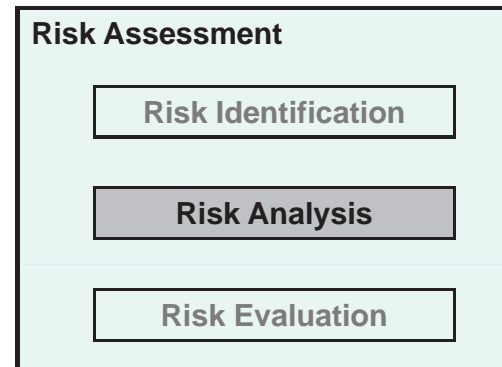 Risk Assessment
Risk Identification
Risk Analysis
Risk Evaluation